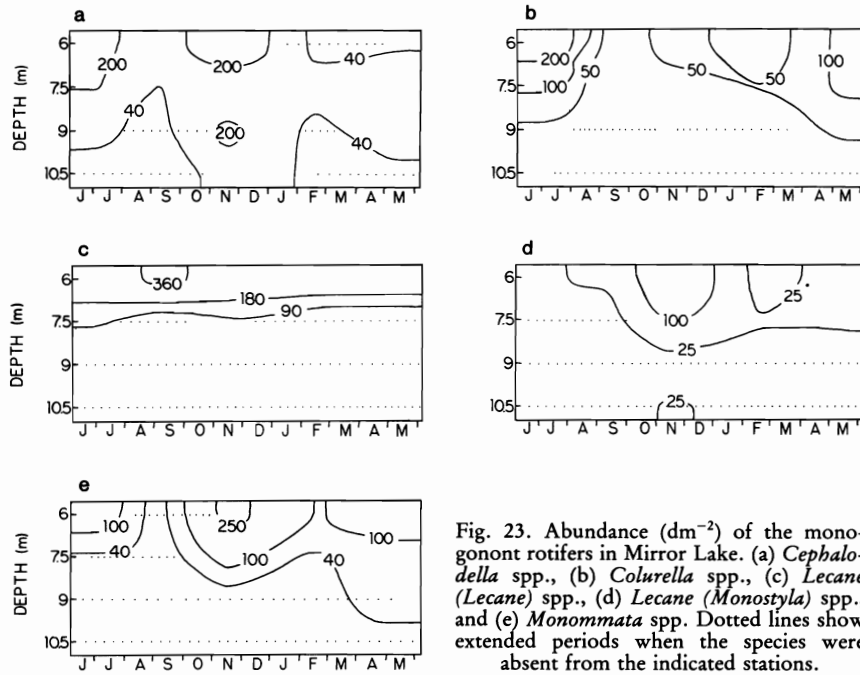 a
DEPTH (m)
6
7.5
9
10.5
200
200
40
40
200
40
J J A S O N D J F M A M
b
6
7.5
9
10.5
200
100
50
50
50
100
J J A S O N D J F M A M
c
DEPTH (m)
6
7.5
9
10.5
360
180
90
J J A S O N D J F M A M
d
6
7.5
9
10.5
100
25
25
25
J J A S O N D J F M A M
e
DEPTH (m)
6
7.5
9
10.5
100
40
250
100
40
100
J J A S O N D J F M A M
Fig. 23. Abundance (dm⁻²) of the mono-
gonont rotifers in Mirror Lake. (a) Cephalo-
della spp., (b) Colurella spp., (c) Lecane
(Lecane) spp., (d) Lecane (Monostyla) spp.
and (e) Monommata spp. Dotted lines show
extended periods when the species were
absent from the indicated stations.